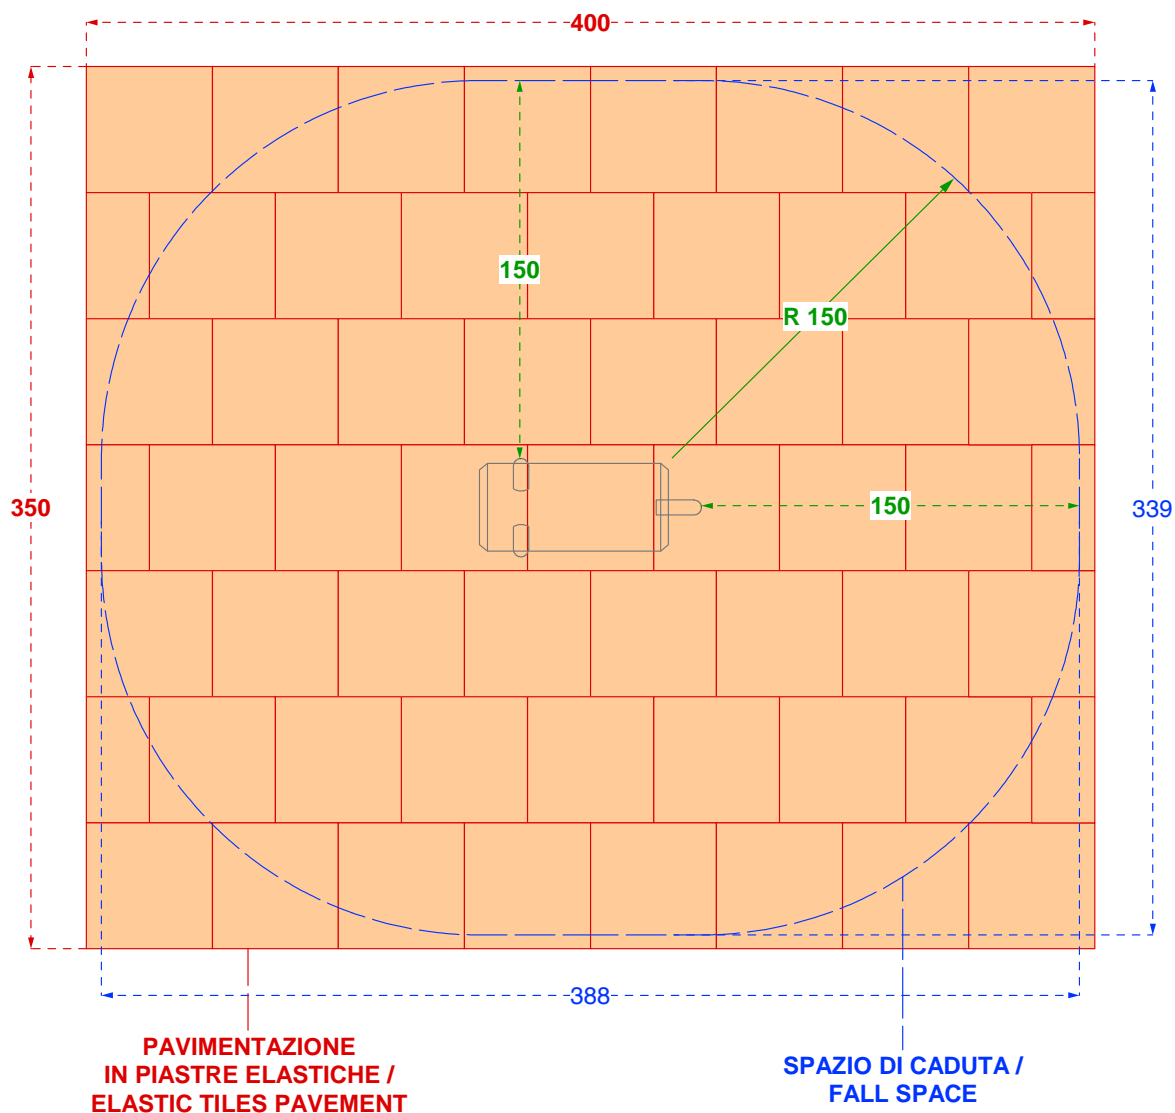 400
150
R 150
350
150
339
388
PAVIMENTAZIONE
IN PIASTRE ELASTICHE /
ELASTIC TILES PAVEMENT
SPAZIO DI CADUTA /
FALL SPACE